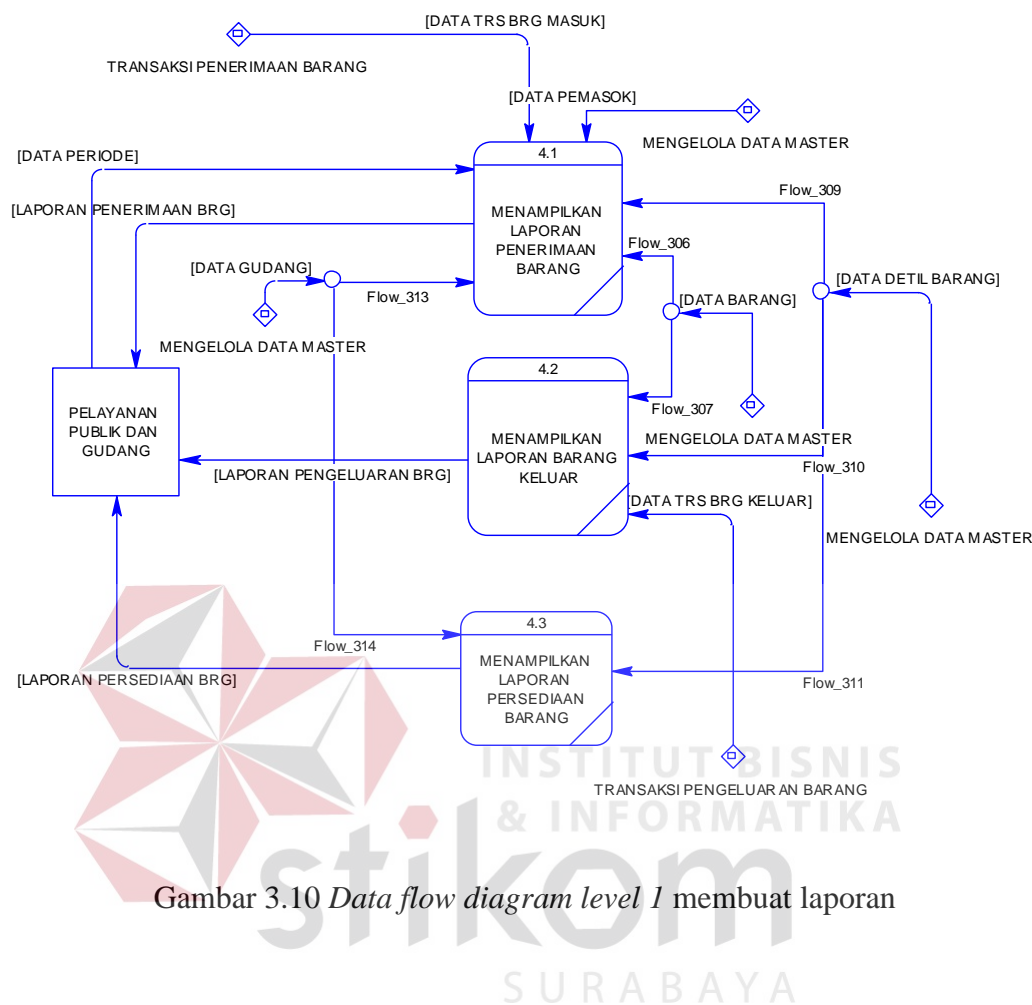 [DATA TRS BRG MASUK]
TRANSAKSI PENERIMAAN BARANG
[DATA PEMASOK]
MENGELOLA DATA MASTER
[DATA PERIODE]
4.1
MENAMPILKAN
LAPORAN
PENERIMAAN
BARANG
Flow_309
[LAPORAN PENERIMAAN BRG]
Flow_306
[DATA GUDANG]
[DATA DETIL BARANG]
Flow_313
[DATA BARANG]
MENGELOLA DATA MASTER
4.2
MENAMPILKAN
LAPORAN BARANG
KELUAR
Flow_307
PELAYANAN
PUBLIK DAN
GUDANG
MENGELOLA DATA MASTER
[LAPORAN PENGELUARAN BRG]
Flow_310
[DATA TRS BRG KELUAR]
MENGELOLA DATA MASTER
4.3
MENAMPILKAN
LAPORAN
PERSEDIAAN
BARANG
Flow_314
[LAPORAN PERSEDIAAN BRG]
Flow_311
TRANSAKSI PENGELUARAN BARANG
INSTITUT BISNIS
& INFORMATIKA
stikom
SURABAYA
Gambar 3.10 Data flow diagram level 1 membuat laporan